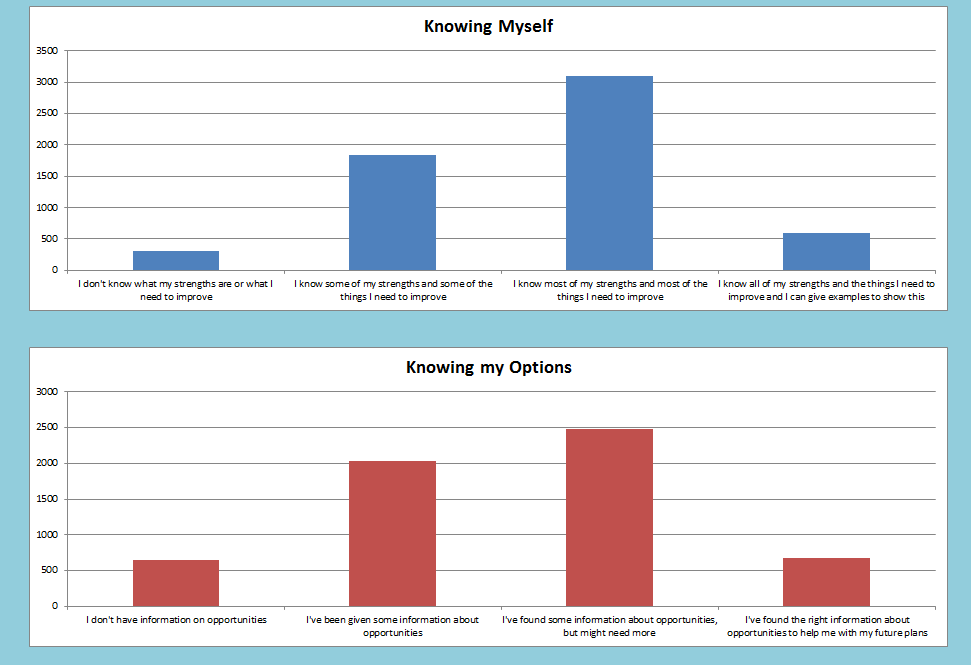 Knowing Myself
3500
3000
2500
2000
1500
1000
500
0
I don't know what my strengths are or what I
need to improve
I know some of my strengths and some of the
things I need to improve
I know most of my strengths and most of the
things I need to improve
I know all of my strengths and the things I need to
improve and I can give examples to show this
Knowing my Options
3000
2500
2000
1500
1000
500
0
I don't have information on opportunities
I've been given some information about
opportunities
I've found some information about opportunities,
but might need more
I've found the right information about
opportunities to help me with my future plans